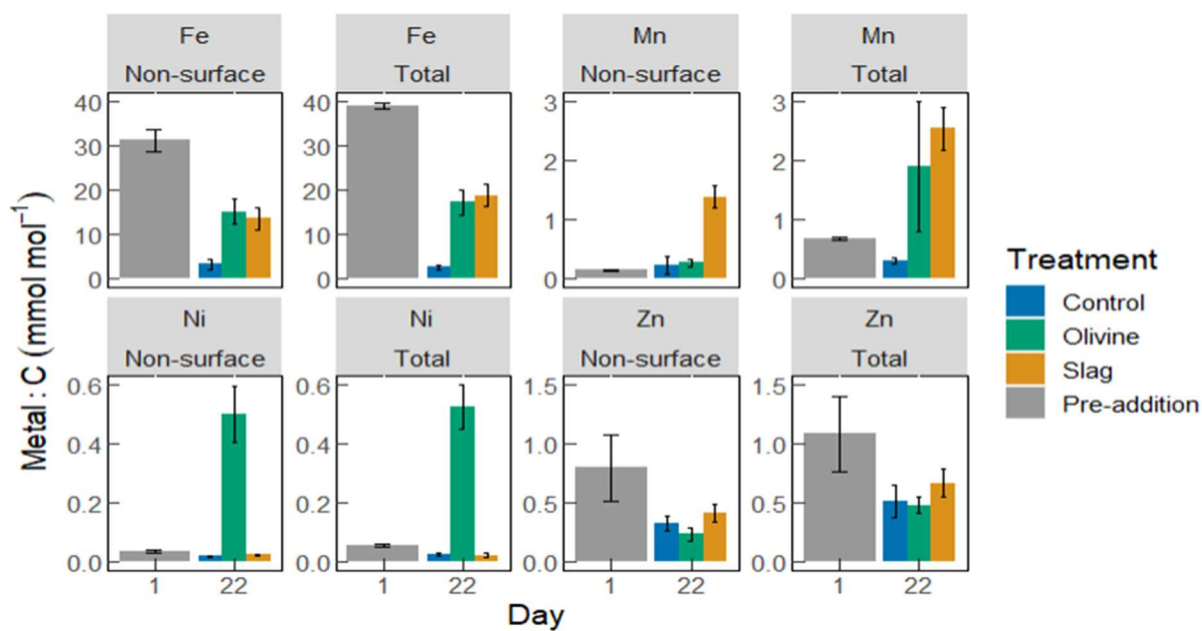 Fe Fe Mn Mn
Non-surface Total Non-surface Total
40 40 3 3
30 30
20 20 2 2
10 10 1 1
0 0 0 0
Ni Ni Zn Zn
Non-surface Total Non-surface Total
0.6 0.6 1.5 1.5
0.4 0.4 1.0 1.0
0.2 0.2 0.5 0.5
0.0 0.0 0.0 0.0
1 22 1 22 1 22 1 22
Day
Metal : C (mmol mol⁻¹)
Treatment
Control
Olivine
Slag
Pre-addition